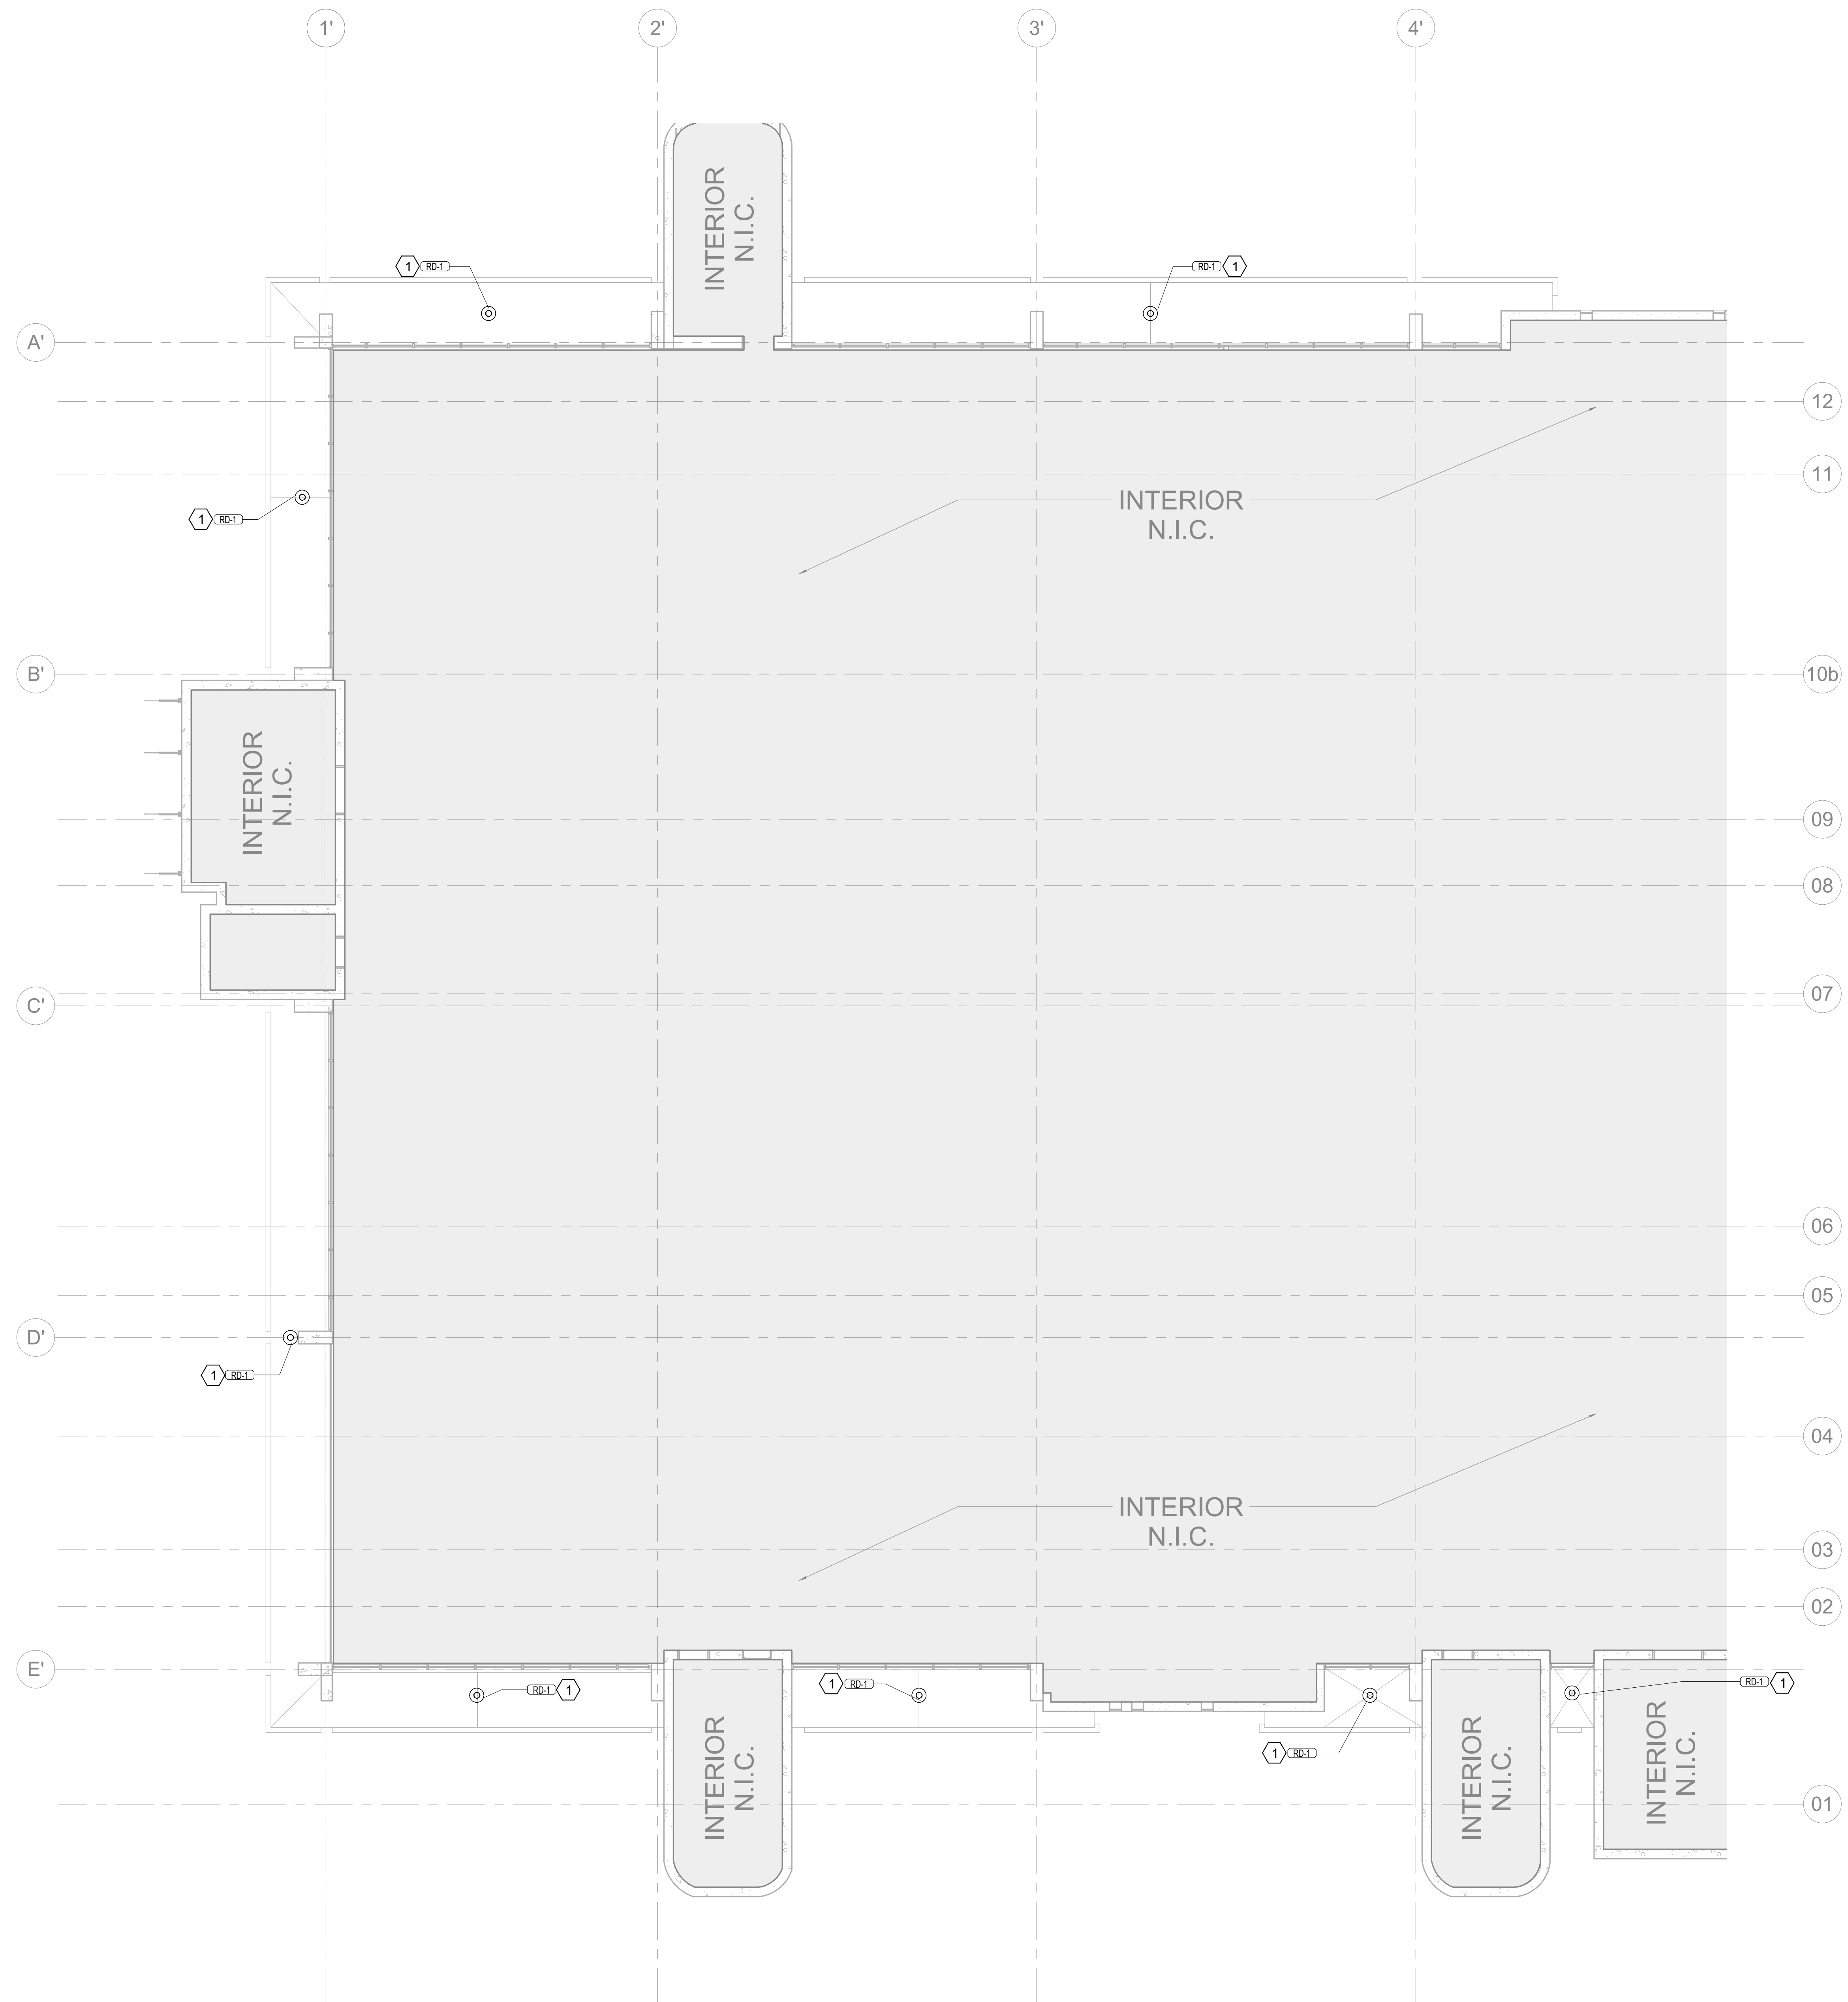 1' 2' 3' 4'
INTERIOR
N.I.C.
1 RD-1
RD-1 1
A'
12
11
INTERIOR
N.I.C.
1 RD-1
B'
10b
INTERIOR
N.I.C.
09
08
07
C'
06
05
D'
1 RD-1
04
INTERIOR
N.I.C.
03
02
E'
1 RD-1
RD-1 1
RD-1 1
1 RD-1
INTERIOR
N.I.C.
INTERIOR
N.I.C.
INTERIOR
N.I.C.
01